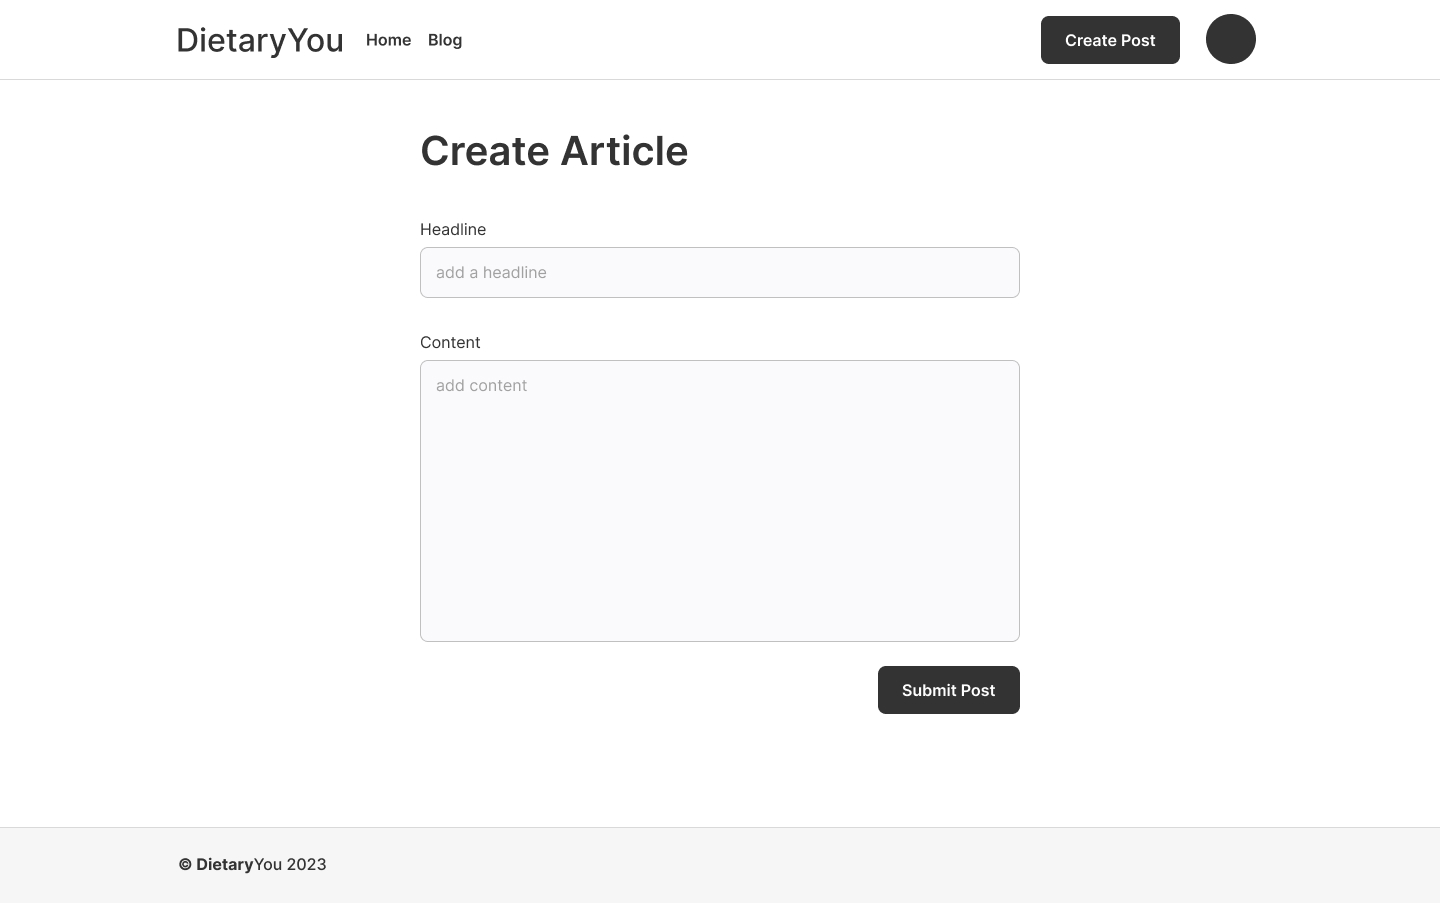 DietaryYou Home Blog Create Post
Create Article
Headline
add a headline
Content
add content
Submit Post
© DietaryYou 2023